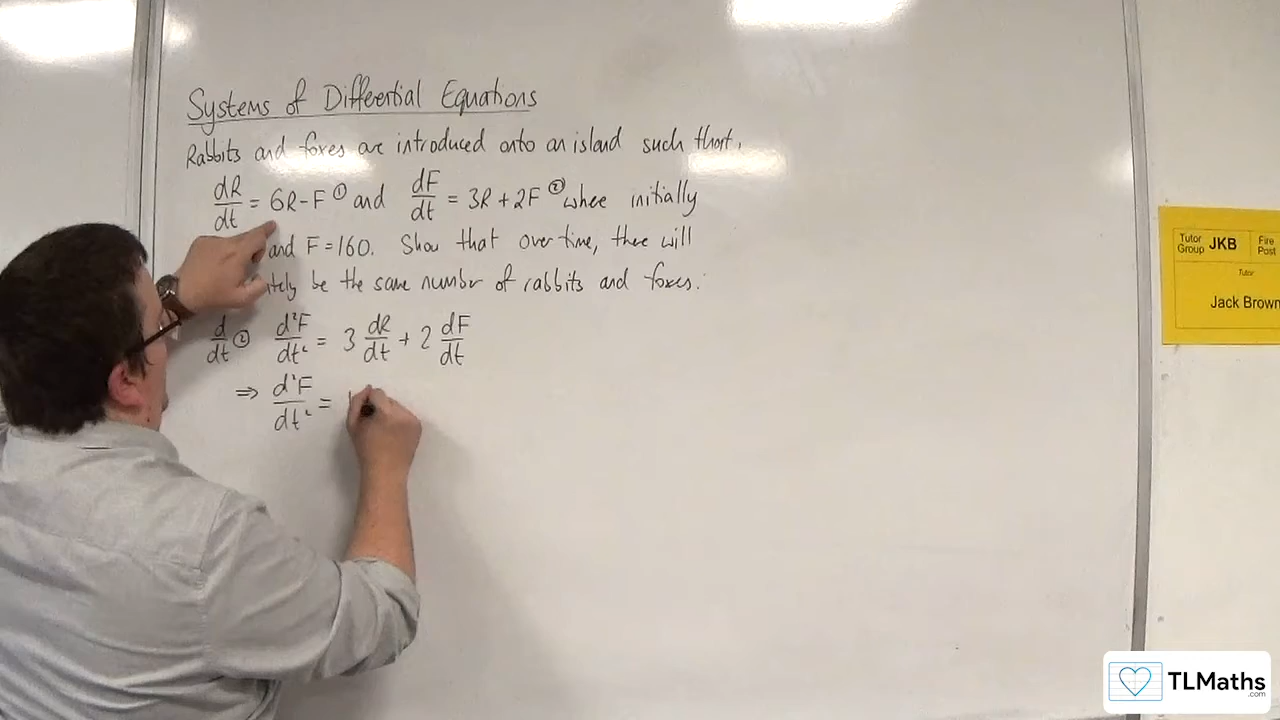 Systems of Differential Equations
Rabbits and foxes are introduced onto an island such that,
dR/dt = 6R - F ① and dF/dt = 3R + 2F ② where initially
and F = 160. Show that over time, there will
be the same number of rabbits and foxes.
d/dt ② d²F/dt² = 3 dR/dt + 2 dF/dt
⇒ d²F/dt² =
Tutor Group JKB
Fire Post
Tutor
Jack Brown
TLMaths
.com